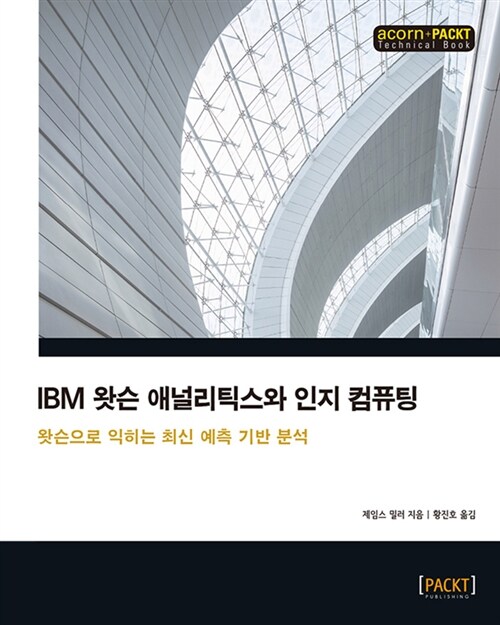 acorn+PACKT
Technical Book
IBM 왓슨 애널리틱스와 인지 컴퓨팅
왓슨으로 익히는 최신 예측 기반 분석
제임스 밀러 지음 | 황진호 옮김
[PACKT]
PUBLISHING